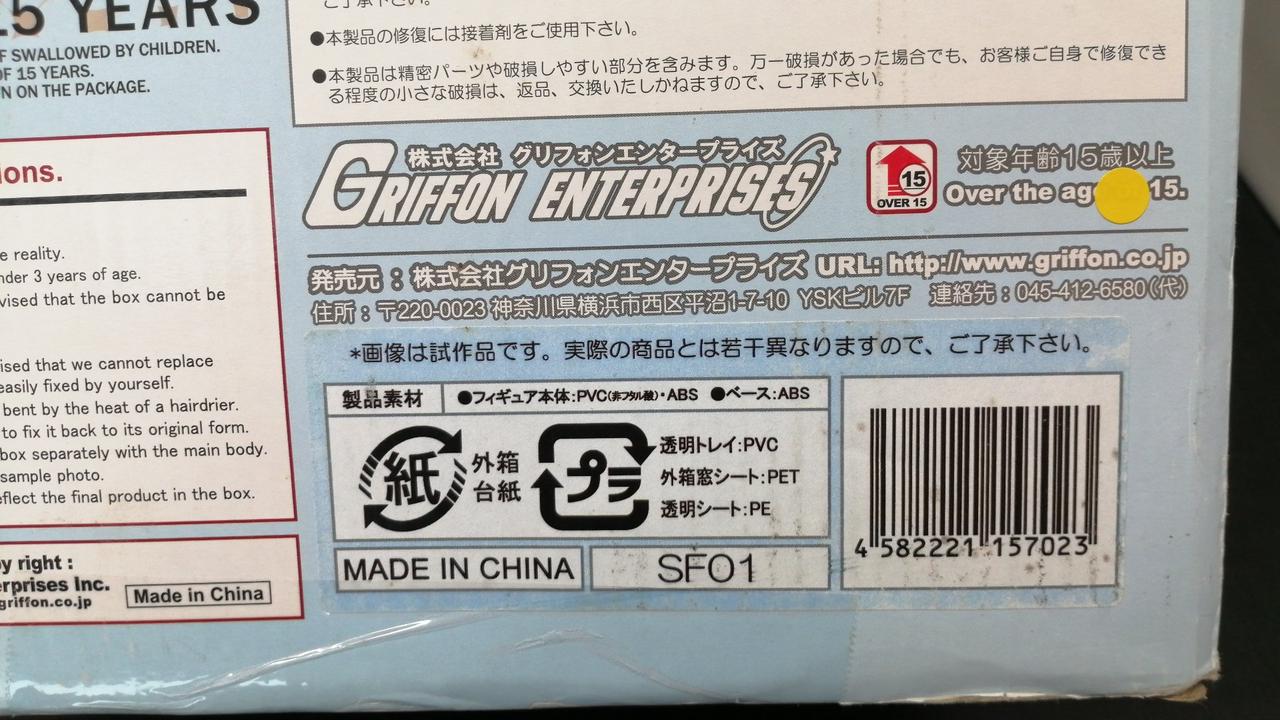 15 YEARS
F SWALLOWED BY CHILDREN.
OF 15 YEARS.
N ON THE PACKAGE.
ions.
e reality.
nder 3 years of age.
vised that the box cannot be
ised that we cannot replace
easily fixed by yourself.
bent by the heat of a hairdrier.
to fix it back to its original form.
box separately with the main body.
sample photo.
eflect the final product in the box.
y right :
erprises Inc.
griffon.co.jp
Made in China
ご了承下さい。
●本製品の修復には接着剤をご使用下さい。
●本製品は精密パーツや破損しやすい部分を含みます。万一破損があった場合でも、お客様ご自身で修復でき
る程度の小さな破損は、返品、交換いたしかねますので、ご了承下さい。
株式会社 グリフォンエンタープライズ
GRIFFON ENTERPRISES
15
OVER 15
対象年齢15歳以上
Over the ag 15.
発売元：株式会社グリフォンエンタープライズ URL: http://www.griffon.co.jp
住所：〒220-0023 神奈川県横浜市西区平沼1-7-10 YSKビル7F 連絡先：045-412-6580(代)
*画像は試作品です。実際の商品とは若干異なりますので、ご了承下さい。
製品素材 ●フィギュア本体:PVC(非フタル酸)・ABS ●ベース:ABS
紙 外箱
台紙
プラ
透明トレイ:PVC
外箱窓シート:PET
透明シート:PE
MADE IN CHINA
SF01
4 582221 157023